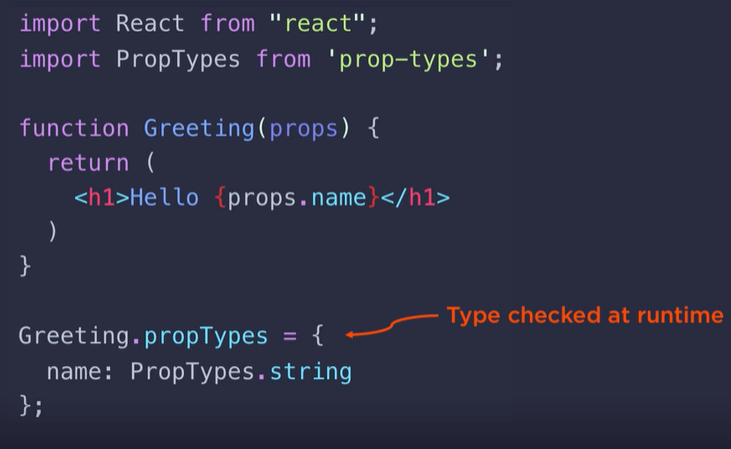 import React from "react";
import PropTypes from 'prop-types';
function Greeting(props) {
return (
<h1>Hello {props.name}</h1>
)
}
Type checked at runtime
Greeting.propTypes = {
name: PropTypes.string
};